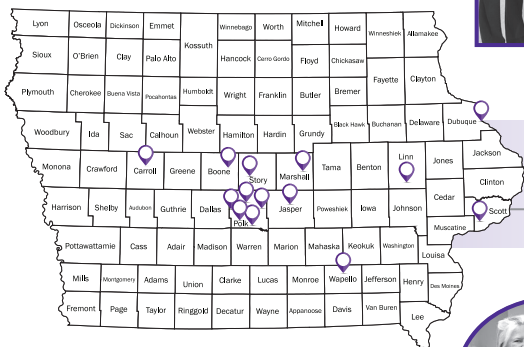 Lyon Osceola Dickinson Emmet Winnebago Worth Mitchell Howard Winneshiek Allamakee
Kossuth
Sioux O'Brien Clay Palo Alto Hancock Cerro Gordo Floyd Chickasaw
Fayette Clayton
Plymouth Cherokee Buena Vista Pocahontas Humboldt Wright Franklin Butler Bremer
Woodbury Ida Sac Calhoun Webster Hamilton Hardin Grundy Black Hawk Buchanan Delaware Dubuque
Monona Crawford Carroll Greene Boone Story Marshall Tama Benton Linn Jones Jackson
Clinton
Harrison Shelby Audubon Guthrie Dallas Polk Jasper Poweshiek Iowa Johnson Cedar Scott
Muscatine
Pottawattamie Cass Adair Madison Warren Marion Mahaska Keokuk Washington Louisa
Mills Montgomery Adams Union Clarke Lucas Monroe Wapello Jefferson Henry Des Moines
Fremont Page Taylor Ringgold Decatur Wayne Appanoose Davis Van Buren Lee